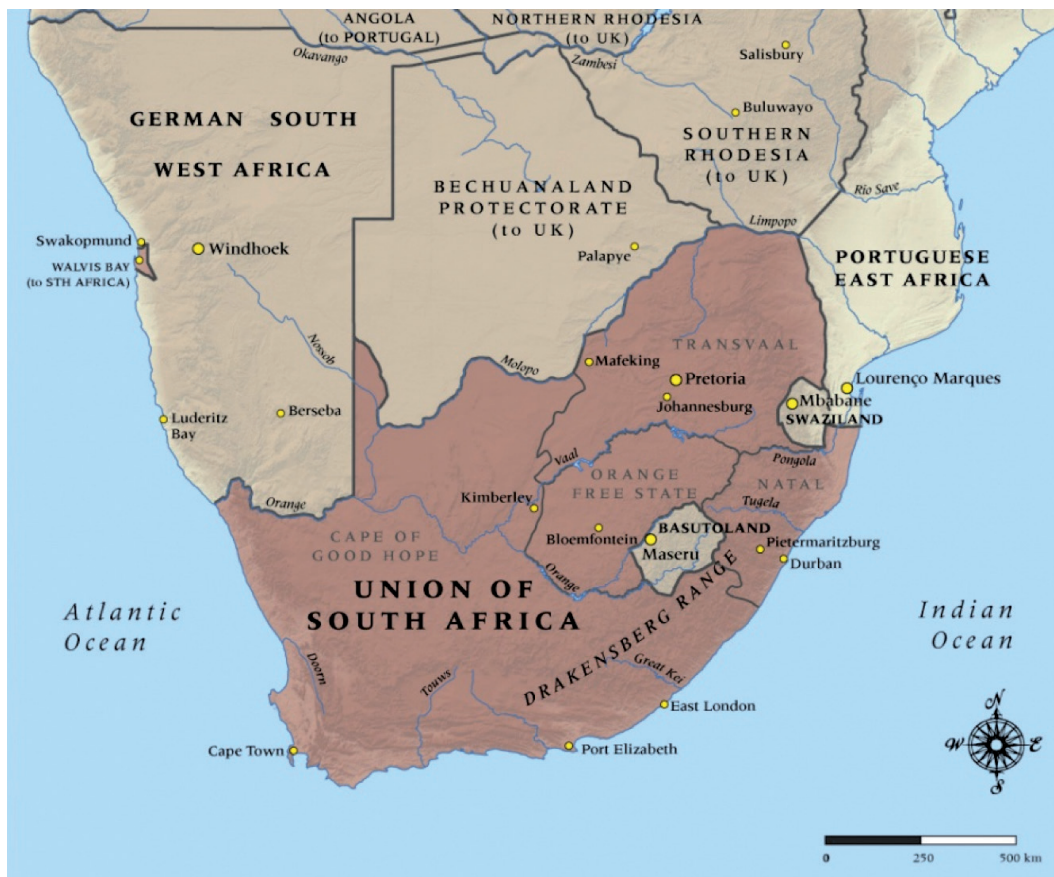 ANGOLA
(to PORTUGAL)
NORTHERN RHODESIA
(to UK)
Okavango
Zambesi
Salisbury
Buluwayo
GERMAN SOUTH
WEST AFRICA
SOUTHERN
RHODESIA
(to UK)
BECHUANALAND
PROTECTORATE
(to UK)
Rio Save
Limpopo
Swakopmund
Windhoek
WALVIS BAY
(to STH AFRICA)
Palapye
PORTUGUESE
EAST AFRICA
Nossob
TRANSVAAL
Molopo
Mafeking
Pretoria
Lourenço Marques
Johannesburg
Mbabane
SWAZILAND
Luderitz
Bay
Berseba
Vaal
Pongola
ORANGE
FREE STATE
NATAL
Orange
Kimberley
Tugela
CAPE OF
GOOD HOPE
Bloemfontein
BASUTOLAND
Maseru
Pietermaritzburg
Durban
Orange
UNION OF
SOUTH AFRICA
Atlantic
Ocean
Indian
Ocean
DRAKENSBERG RANGE
Doorn
Touws
Great Kei
East London
Cape Town
Port Elizabeth
N
W
E
S
0
250
500 km